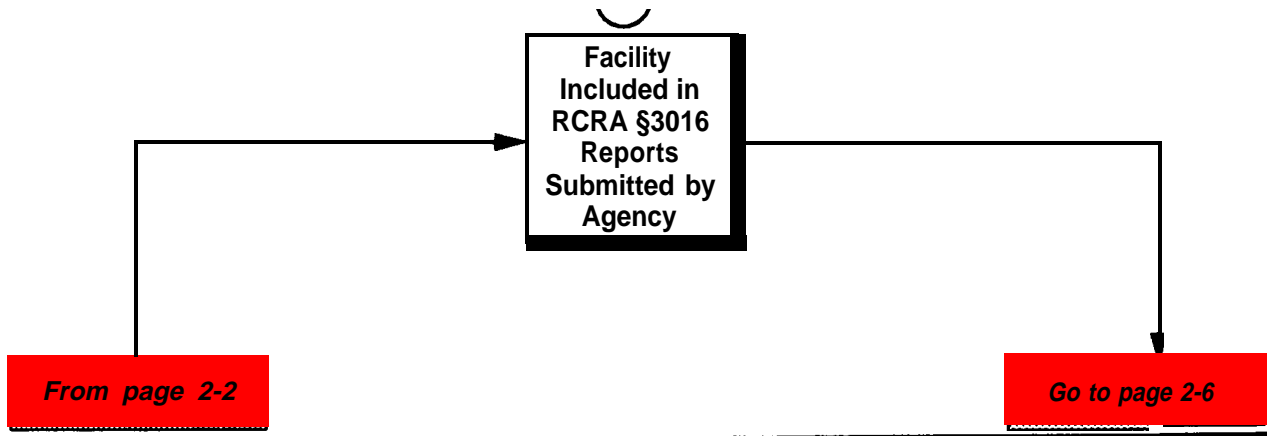 Facility
Included in
RCRA §3016
Reports
Submitted by
Agency
From page 2-2
Go to page 2-6